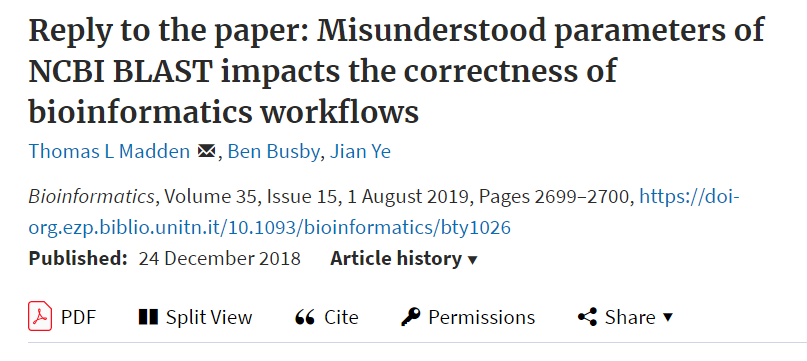 Reply to the paper: Misunderstood parameters of
NCBI BLAST impacts the correctness of
bioinformatics workflows
Thomas L Madden , Ben Busby, Jian Ye
Bioinformatics, Volume 35, Issue 15, 1 August 2019, Pages 2699–2700, https://doi-
org.ezp.biblio.unitn.it/10.1093/bioinformatics/bty1026
Published: 24 December 2018 Article history
PDF Split View Cite Permissions Share